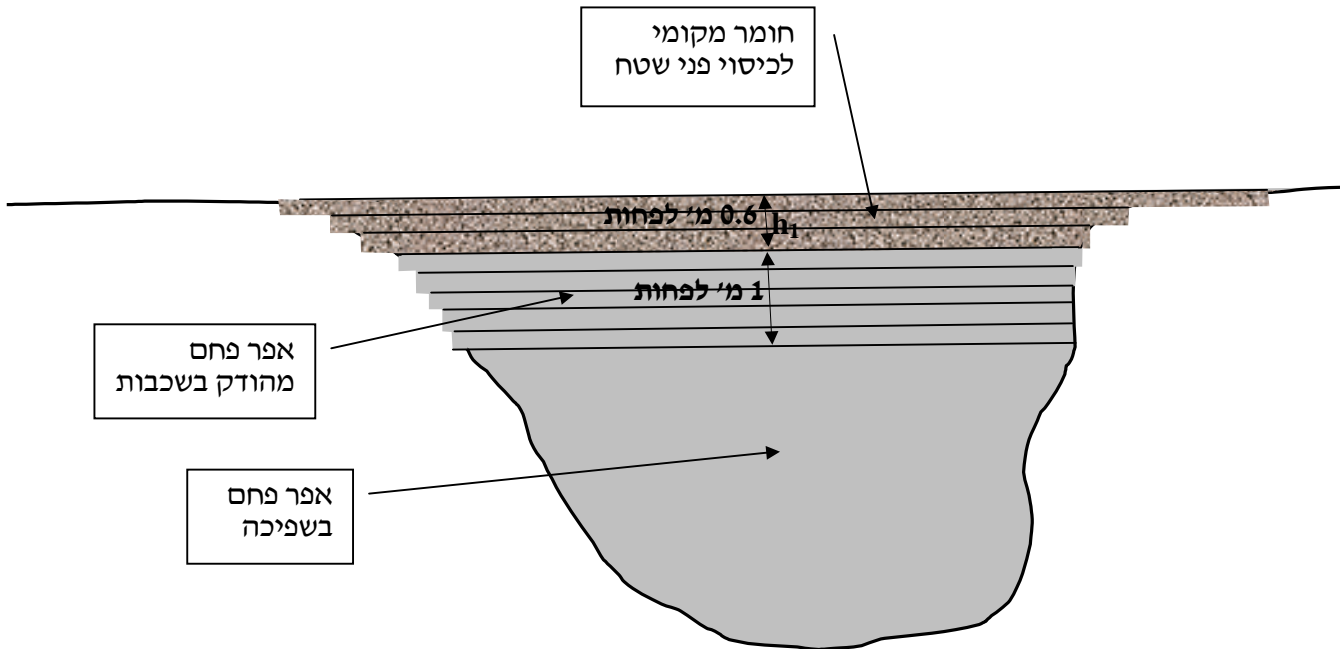 חומר מקומי
לכיסוי פני שטח
0.6 מ' לפחות
h1
1 מ' לפחות
אפר פחם
מהודק בשכבות
אפר פחם
בשפיכה